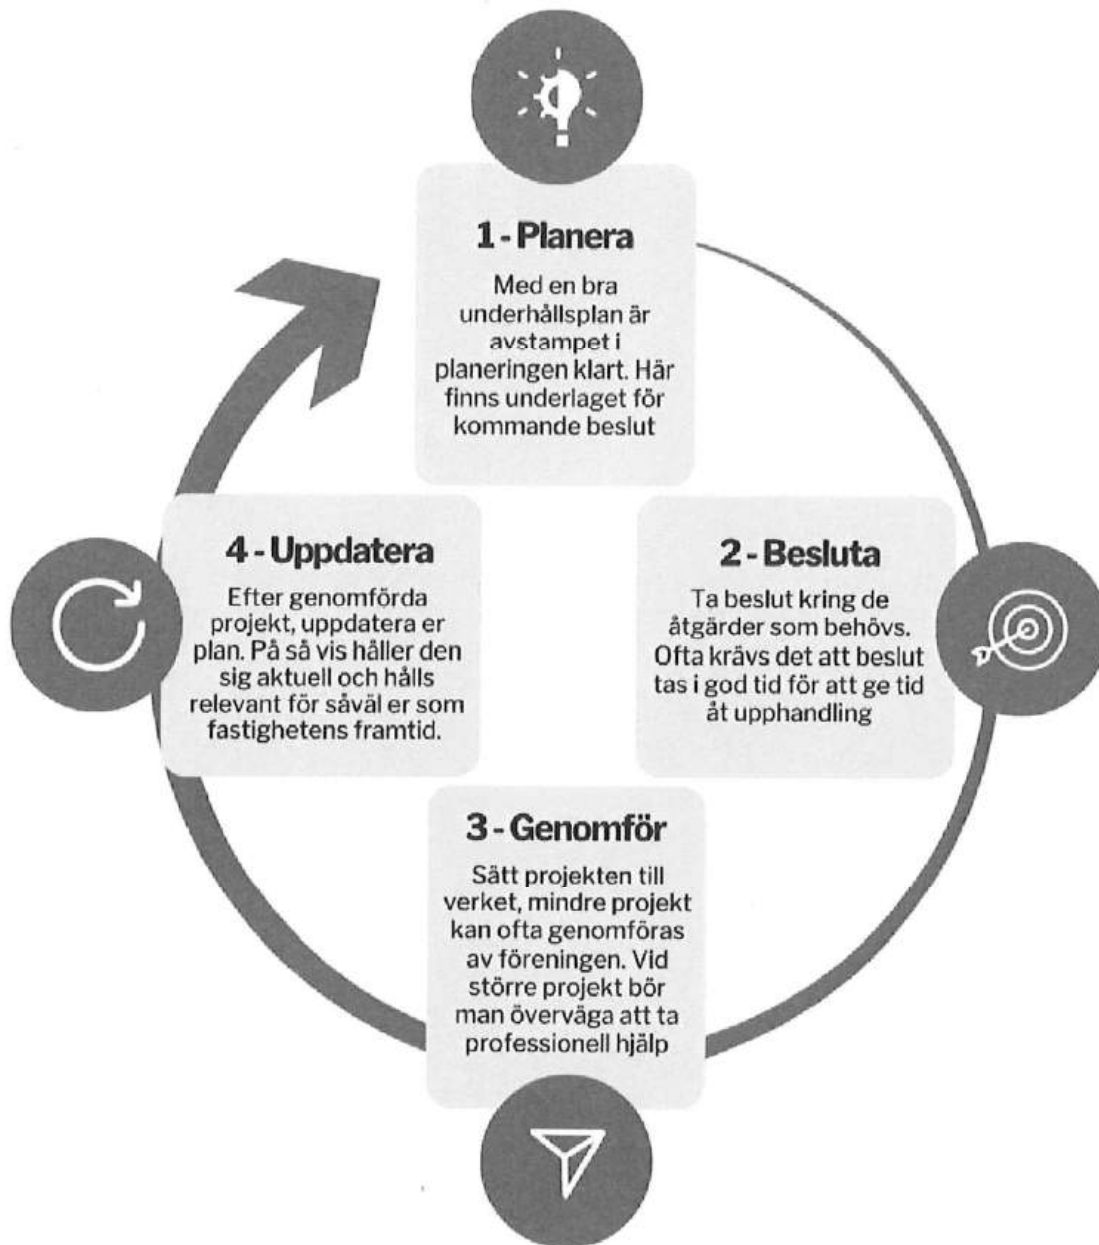 1 - Planera
Med en bra
underhållsplan är
avstampet i
planeringen klart. Här
finns underlaget för
kommande beslut
2 - Besluta
Ta beslut kring de
åtgärder som behövs.
Ofta krävs det att beslut
tas i god tid för att ge tid
åt upphandling
3 - Genomför
Sätt projekten till
verket, mindre projekt
kan ofta genomföras
av föreningen. Vid
större projekt bör
man överväga att ta
professionell hjälp
4 - Uppdatera
Efter genomförda
projekt, uppdatera er
plan. På så vis håller den
sig aktuell och hålls
relevant för såväl er som
fastighetens framtid.